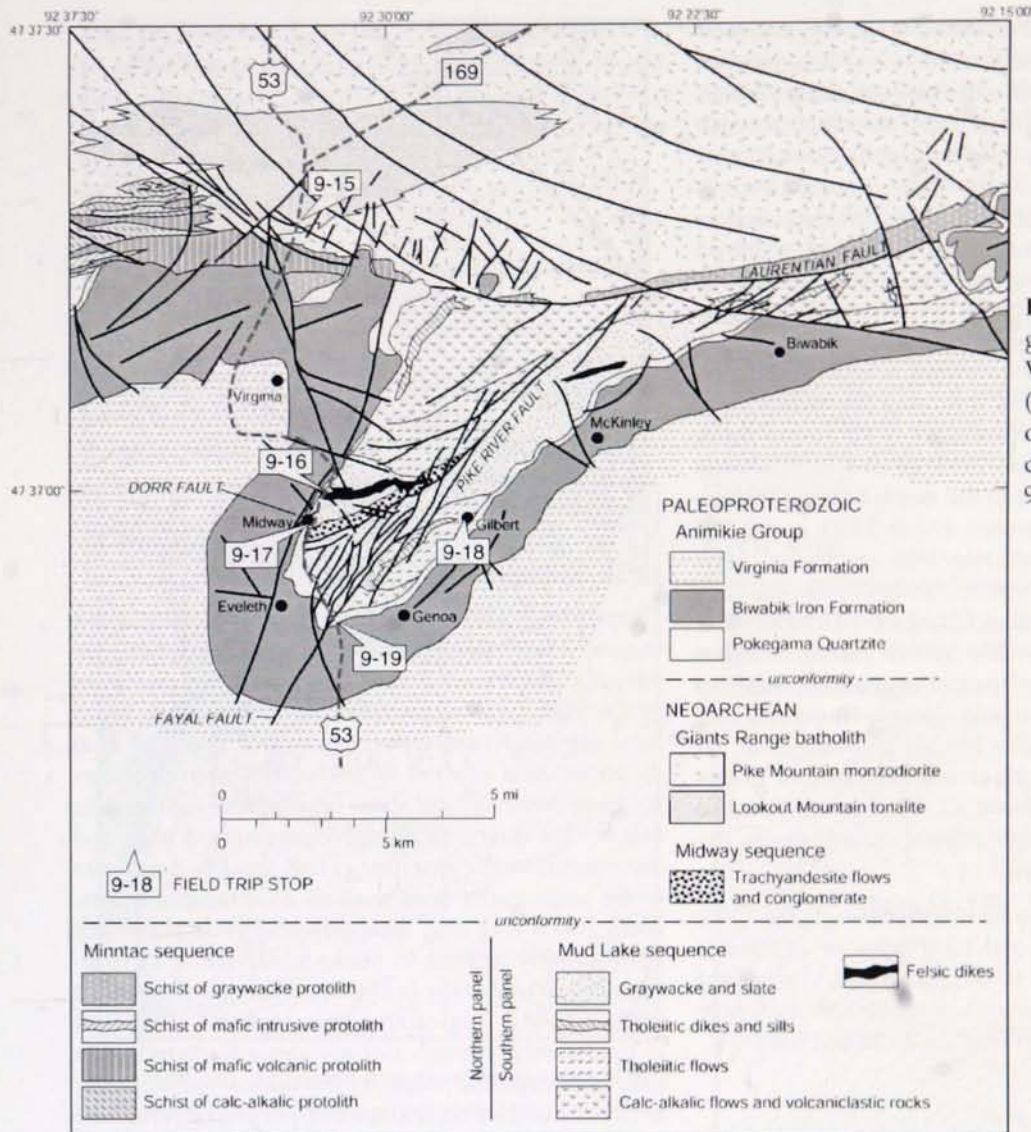 92 37'30"
92 30'00"
92 22'30"
92 15'00"
47 37'30"
53
169
9-15
LAURENTIAN FAULT
Biwabik
Virginia
McKinley
PIKE RIVER FAULT
9-16
47 37'00"
DORR FAULT
Midway
Gilbert
9-17
9-18
Eveleth
Genoa
9-19
FAYAL FAULT
53
0 5 mi
5 km
9-18 FIELD TRIP STOP
PALEOPROTEROZOIC
Animikie Group
Virginia Formation
Biwabik Iron Formation
Pokegama Quartzite
unconformity
NEOARCHEAN
Giants Range batholith
Pike Mountain monzodiorite
Lookout Mountain tonalite
Midway sequence
Trachyandesite flows
and conglomerate
unconformity
Minntac sequence
Schist of graywacke protolith
Schist of mafic intrusive protolith
Schist of mafic volcanic protolith
Schist of calc-alkalic protolith
Northern panel
Southern panel
Mud Lake sequence
Graywacke and slate
Tholeiitic dikes and sills
Tholeiitic flows
Calc-alkalic flows and volcaniclastic rocks
Felsic dikes